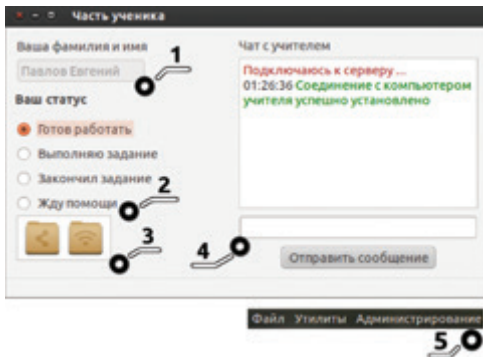 Часть ученика
Ваша фамилия и имя
1
Павлов Евгений
Ваш статус
Готов работать
Выполняю задание
Закончил задание
2
Жду помощи
3
Чат с учителем
Подключаюсь к серверу ...
01:26:36 Соединение с компьютером
учителя успешно установлено
4
Отправить сообщение
Файл Утилиты Администрирование
5